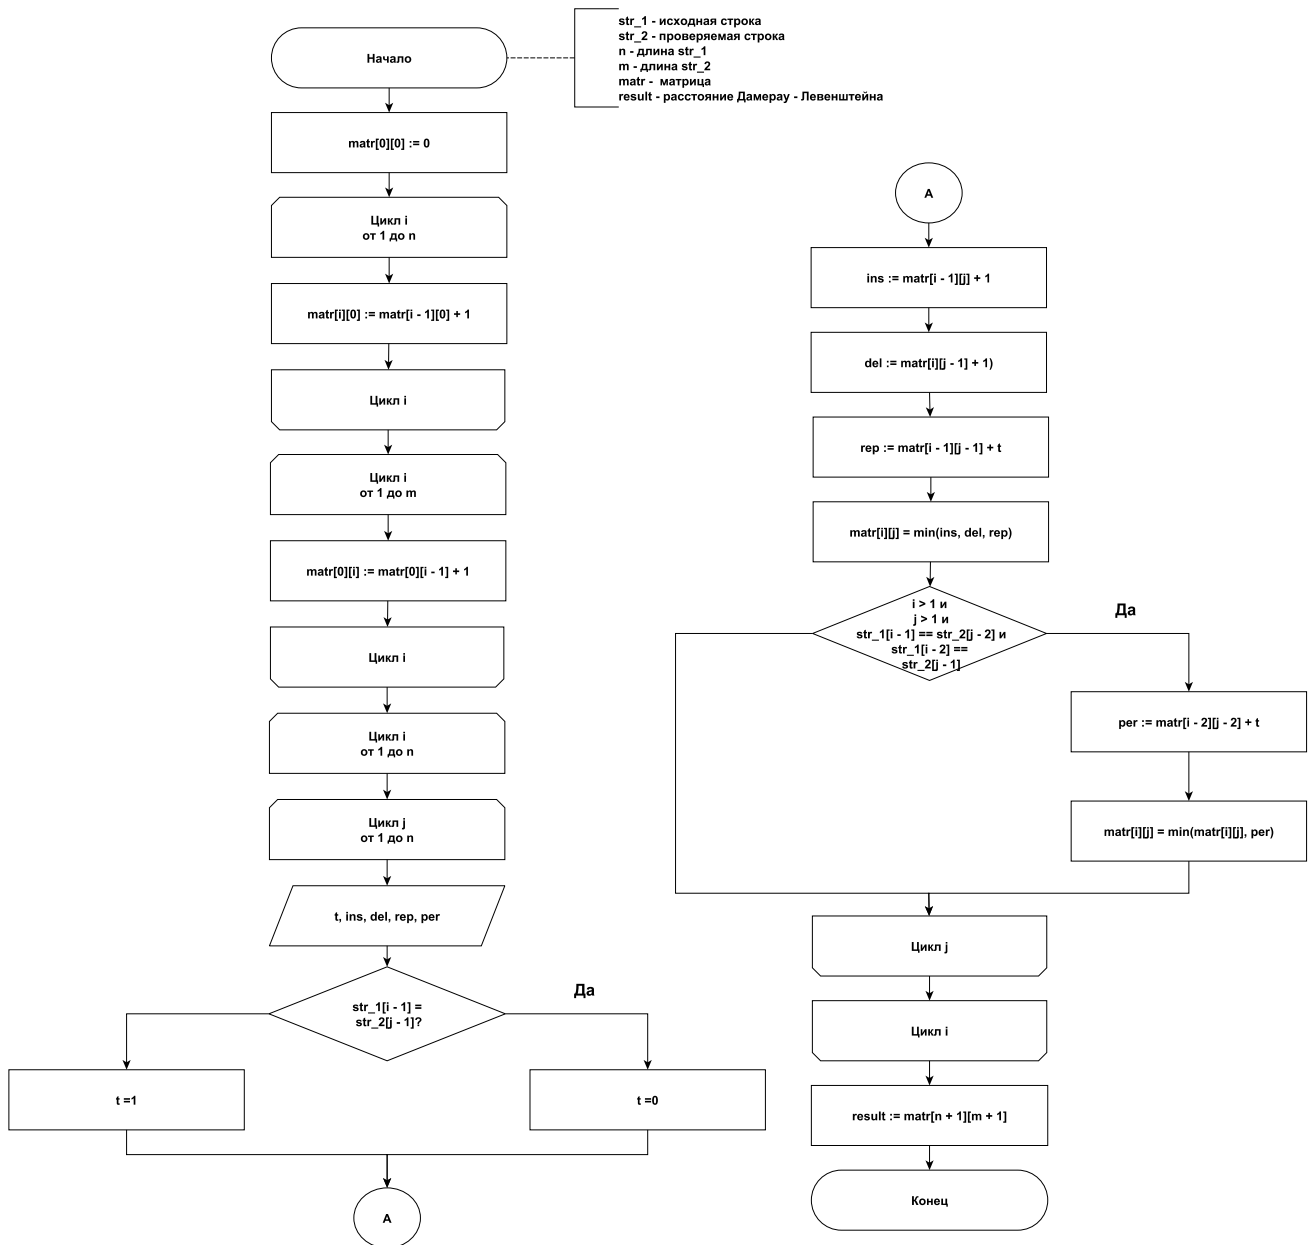 Начало
str_1 - исходная строка
str_2 - проверяемая строка
n - длина str_1
m - длина str_2
matr - матрица
result - расстояние Дамерау - Левенштейна
matr[0][0] := 0
Цикл i
от 1 до n
matr[i][0] := matr[i - 1][0] + 1
Цикл i
Цикл i
от 1 до m
matr[0][i] := matr[0][i - 1] + 1
Цикл i
Цикл i
от 1 до n
Цикл j
от 1 до n
t, ins, del, rep, per
str_1[i - 1] =
str_2[j - 1]?
Да
t =1
t =0
A
A
ins := matr[i - 1][j] + 1
del := matr[i][j - 1] + 1)
rep := matr[i - 1][j - 1] + t
matr[i][j] = min(ins, del, rep)
i > 1 и
j > 1 и
str_1[i - 1] == str_2[j - 2] и
str_1[i - 2] ==
str_2[j - 1]
Да
per := matr[i - 2][j - 2] + t
matr[i][j] = min(matr[i][j], per)
Цикл j
Цикл i
result := matr[n + 1][m + 1]
Конец